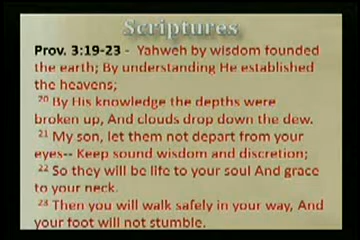 Scriptures
Prov. 3:19-23 - Yahweh by wisdom founded
the earth; By understanding He established
the heavens;
20 By His knowledge the depths were
broken up, And clouds drop down the dew.
21 My son, let them not depart from your
eyes-- Keep sound wisdom and discretion;
22 So they will be life to your soul And grace
to your neck.
23 Then you will walk safely in your way, And
your foot will not stumble.